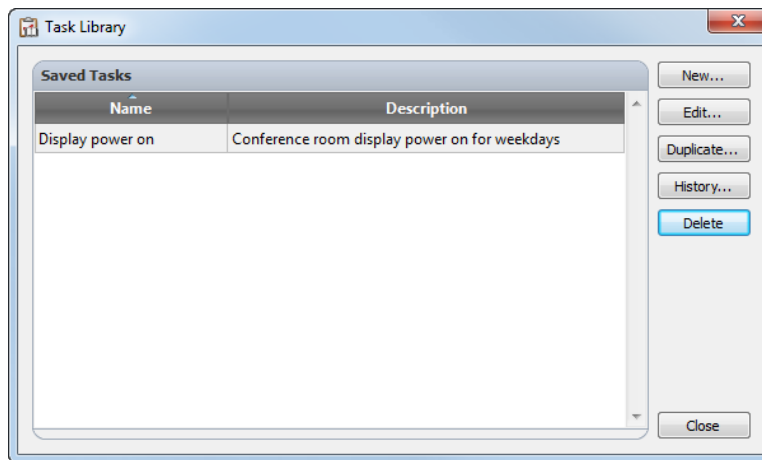 Task Library
Saved Tasks
Name Description
Display power on Conference room display power on for weekdays
New...
Edit...
Duplicate...
History...
Delete
Close